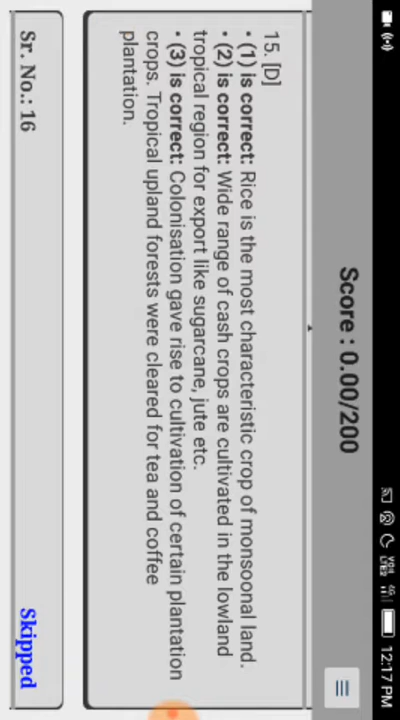 12:17 PM
Score : 0.00/200
15. [D]
• (1) is correct: Rice is the most characteristic crop of monsoonal land.
• (2) is correct: Wide range of cash crops are cultivated in the lowland
tropical region for export like sugarcane, jute etc.
• (3) is correct: Colonisation gave rise to cultivation of certain plantation
crops. Tropical upland forests were cleared for tea and coffee
plantation.
Sr. No.: 16
Skipped